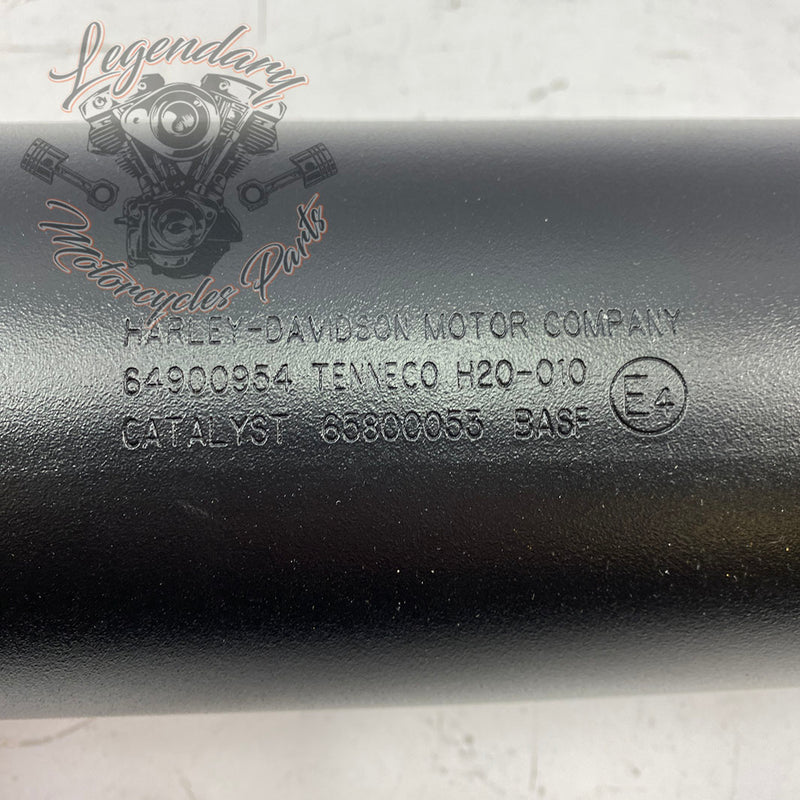 Legendary
Motorcycles Parts
HARLEY-DAVIDSON MOTOR COMPANY
64900954 TENNECO H20-010
CATALYST 65800053 BASF
E4